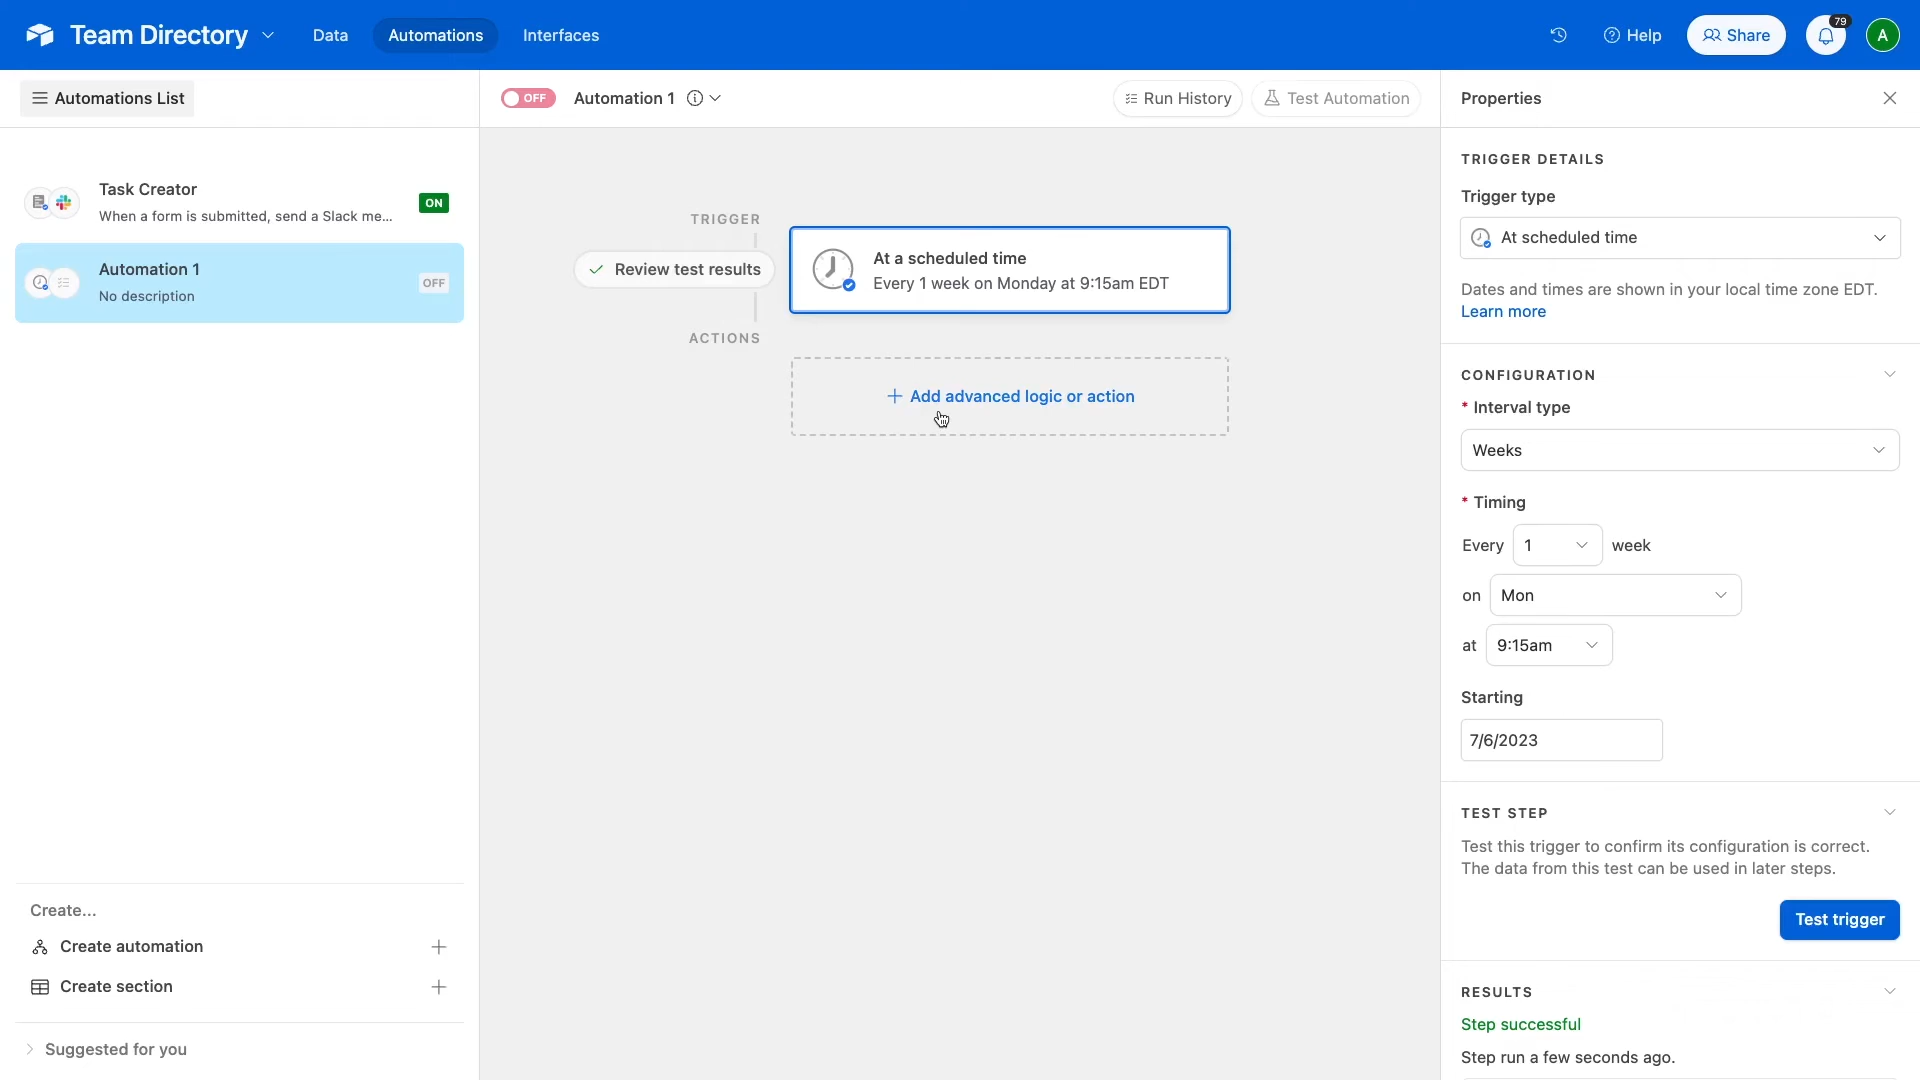 Team Directory
Data
Automations
Interfaces
Help
Share
79
A
Automations List
OFF
Automation 1
Run History
Test Automation
Properties
Task Creator
When a form is submitted, send a Slack me...
ON
Automation 1
No description
OFF
TRIGGER
Review test results
At a scheduled time
Every 1 week on Monday at 9:15am EDT
ACTIONS
Add advanced logic or action
TRIGGER DETAILS
Trigger type
At scheduled time
Dates and times are shown in your local time zone EDT.
Learn more
CONFIGURATION
* Interval type
Weeks
* Timing
Every 1 week
on Mon
at 9:15am
Starting
7/6/2023
TEST STEP
Test this trigger to confirm its configuration is correct.
The data from this test can be used in later steps.
Test trigger
RESULTS
Step successful
Step run a few seconds ago.
Create...
Create automation
Create section
Suggested for you